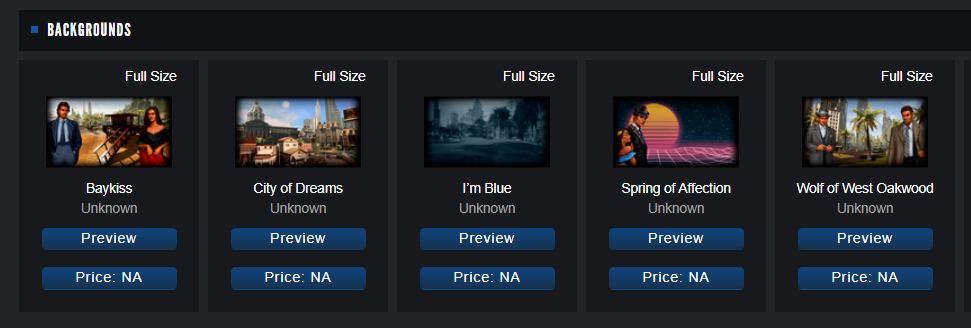 BACKGROUNDS
Full Size
Baykiss
Unknown
Preview
Price: NA
Full Size
City of Dreams
Unknown
Preview
Price: NA
Full Size
I'm Blue
Unknown
Preview
Price: NA
Full Size
Spring of Affection
Unknown
Preview
Price: NA
Full Size
Wolf of West Oakwood
Unknown
Preview
Price: NA